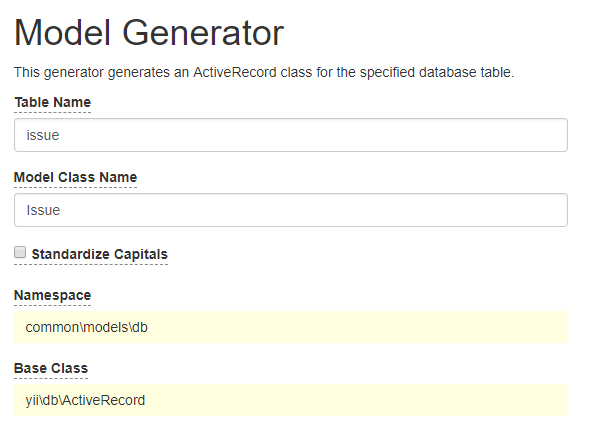 Model Generator
This generator generates an ActiveRecord class for the specified database table.
Table Name
issue
Model Class Name
Issue
Standardize Capitals
Namespace
common\models\db
Base Class
yii\db\ActiveRecord